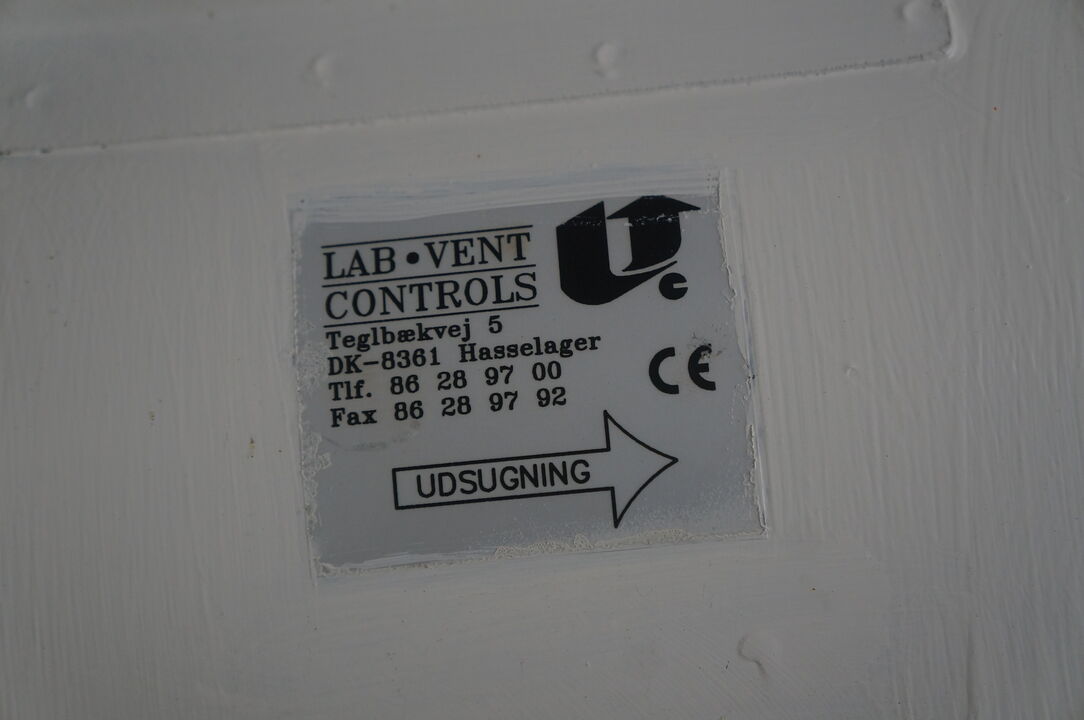 LAB • VENT
CONTROLS
Teglbækvej 5
DK-8361 Hasselager
Tlf. 86 28 97 00
Fax 86 28 97 92
CE
UDSUGNING